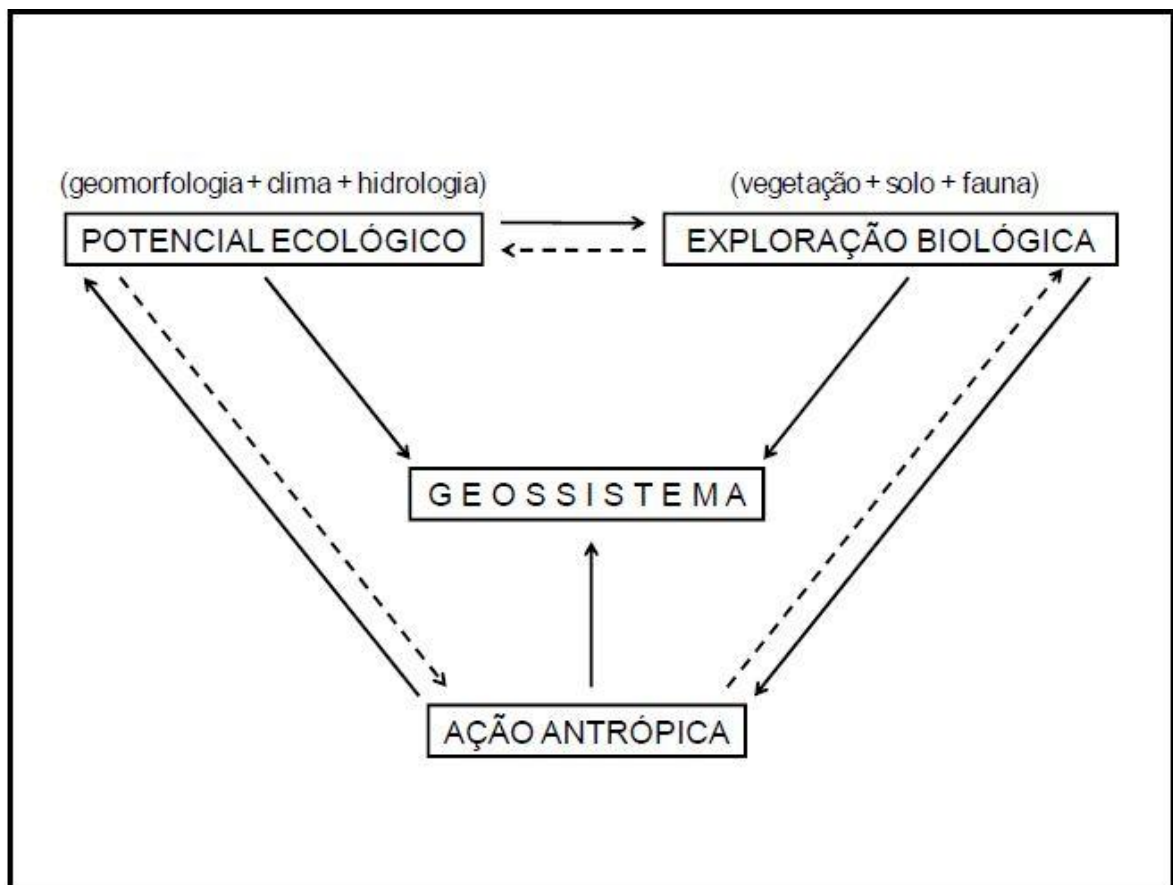 (geomorfologia + clima + hidrologia)
(vegetação + solo + fauna)
POTENCIAL ECOLÓGICO
EXPLORAÇÃO BIOLÓGICA
G E O S S I S T E M A
AÇÃO ANTRÓPICA